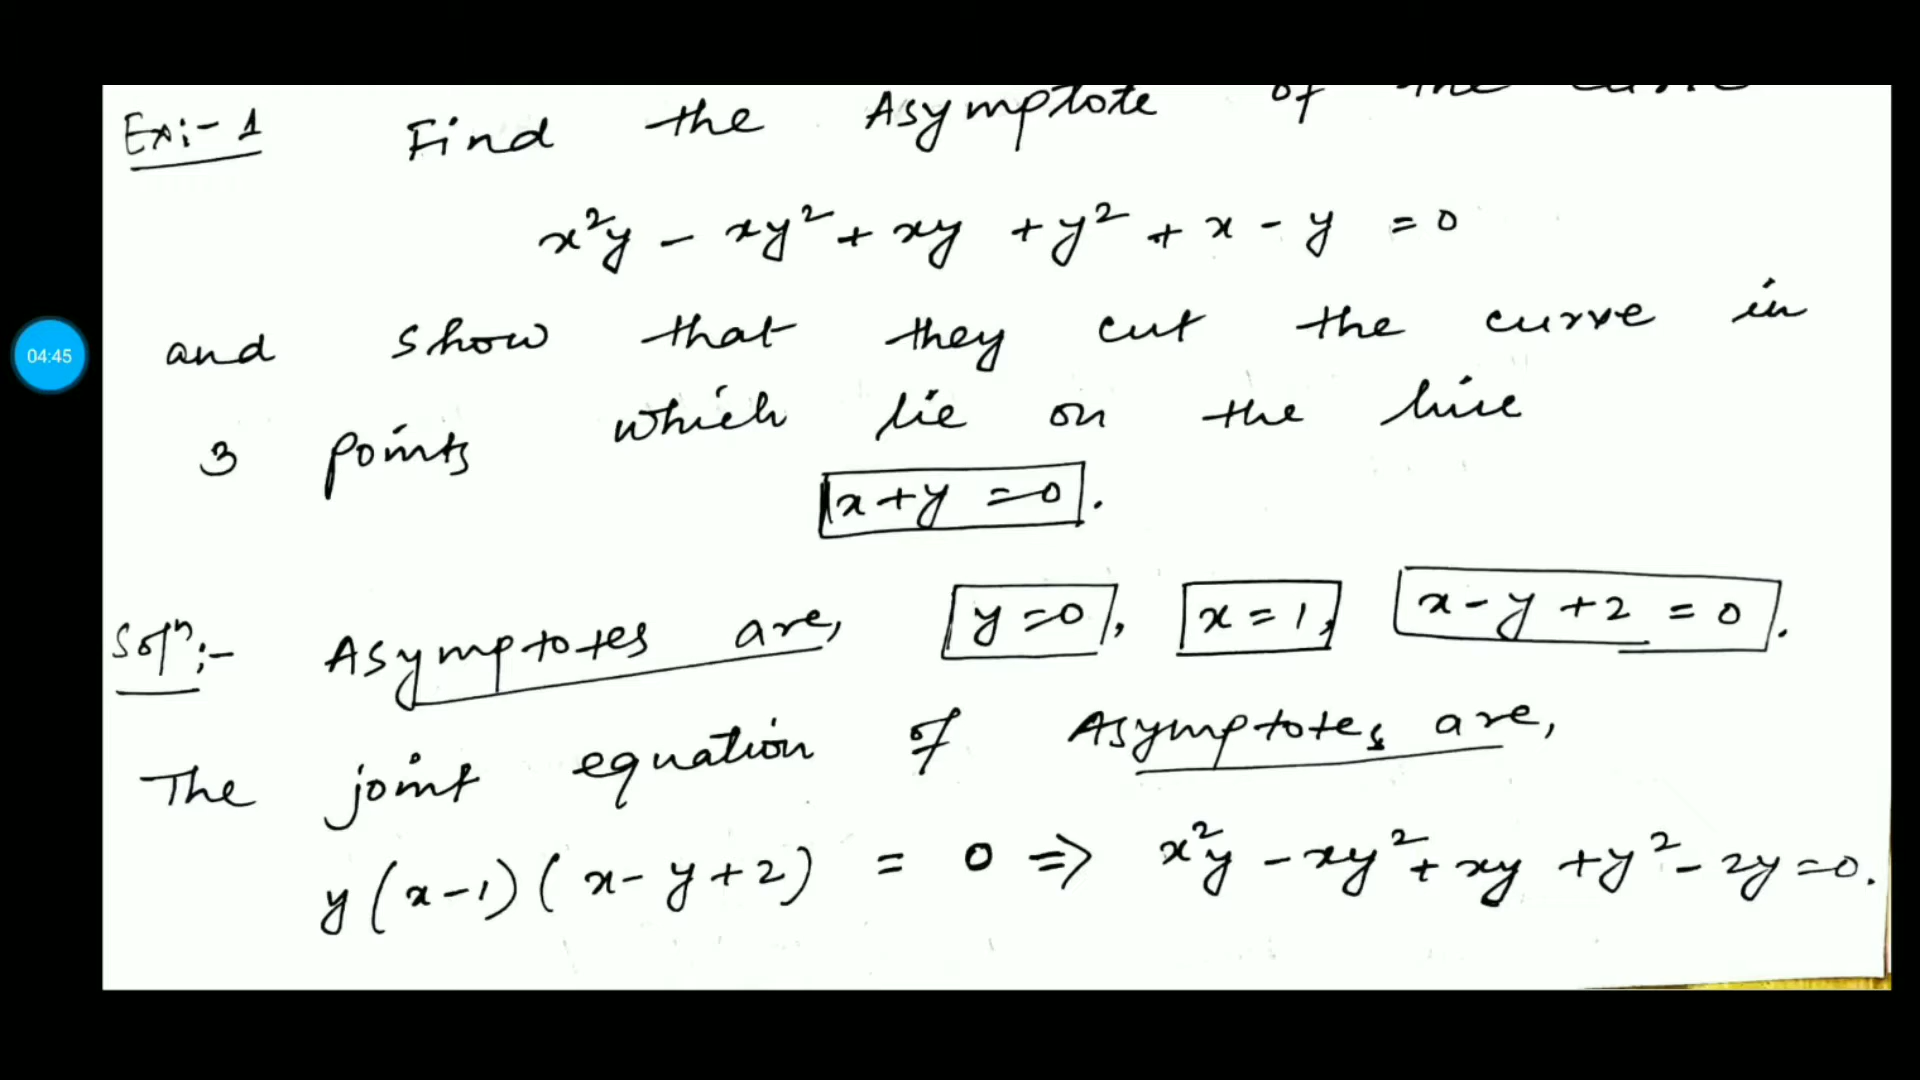 Ex:- 1 Find the Asymptote of the curve
x²y - xy² + xy + y² + x - y = 0
and show that they cut the curve in
3 points which lie on the line
x+y = 0.
04:45
Solⁿ:- Asymptotes are, y=0, x=1, x-y+2=0.
The joint equation of Asymptotes are,
y(x-1)(x-y+2) = 0 ⇒ x²y - xy² + xy + y² - 2y = 0.